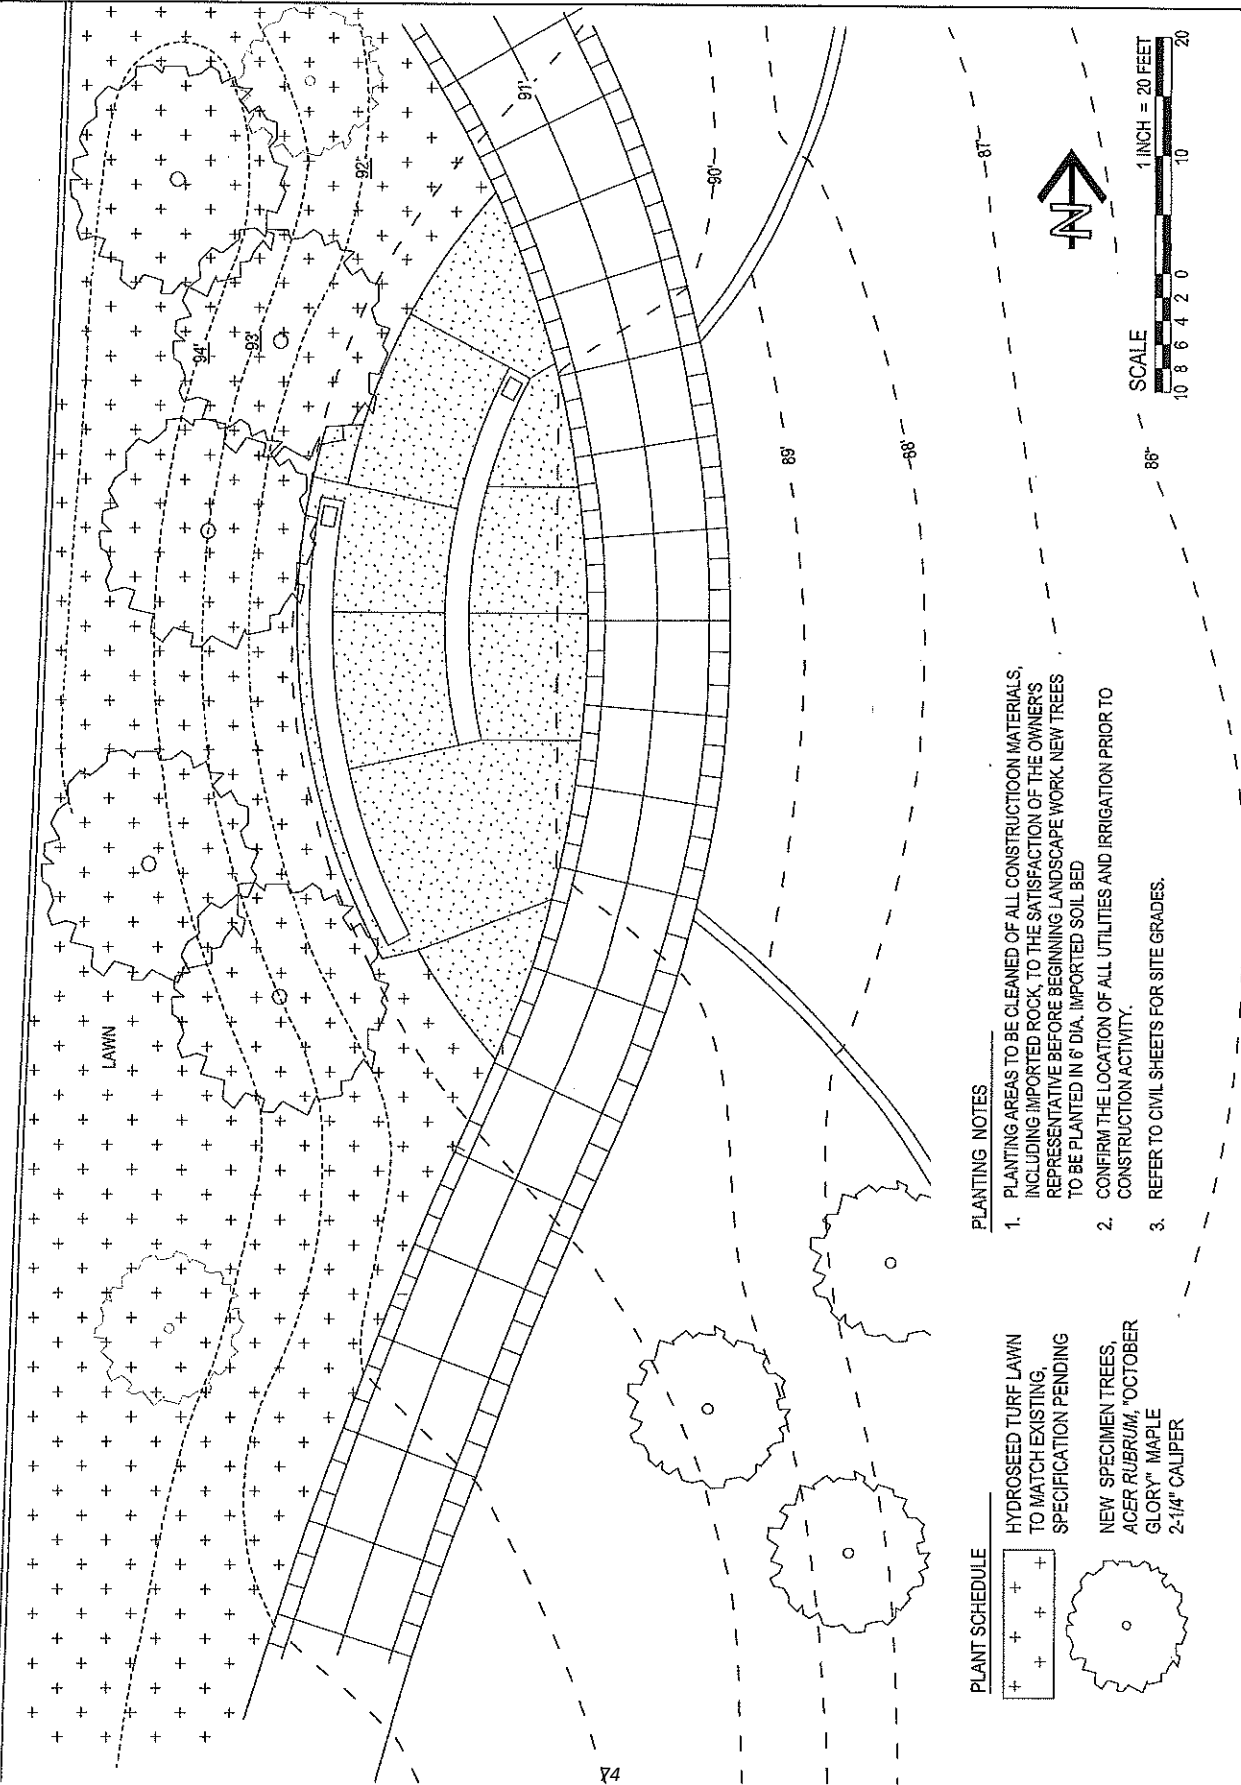 LAWN
94'
93'
92'
91'
90'
89'
88'
87'
86'
PLANT SCHEDULE
HYDROSEED TURF LAWN
TO MATCH EXISTING,
SPECIFICATION PENDING
NEW SPECIMEN TREES,
ACER RUBRUM, "OCTOBER
GLORY" MAPLE
2-1/4" CALIPER
PLANTING NOTES
1. PLANTING AREAS TO BE CLEANED OF ALL CONSTRUCTION MATERIALS,
INCLUDING IMPORTED ROCK, TO THE SATISFACTION OF THE OWNER'S
REPRESENTATIVE BEFORE BEGINNING LANDSCAPE WORK. NEW TREES
TO BE PLANTED IN 6' DIA. IMPORTED SOIL BED
2. CONFIRM THE LOCATION OF ALL UTILITIES AND IRRIGATION PRIOR TO
CONSTRUCTION ACTIVITY.
3. REFER TO CIVIL SHEETS FOR SITE GRADES.
N
SCALE
1 INCH = 20 FEET
10 8 6 4 2 0 10 20
74